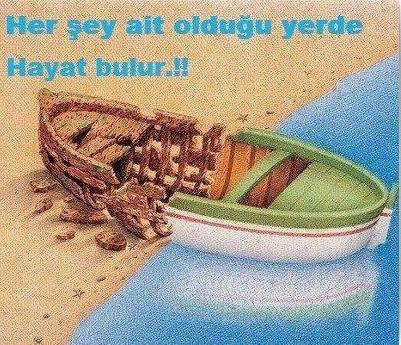 Her şey ait olduğu yerde
Hayat bulur.!!